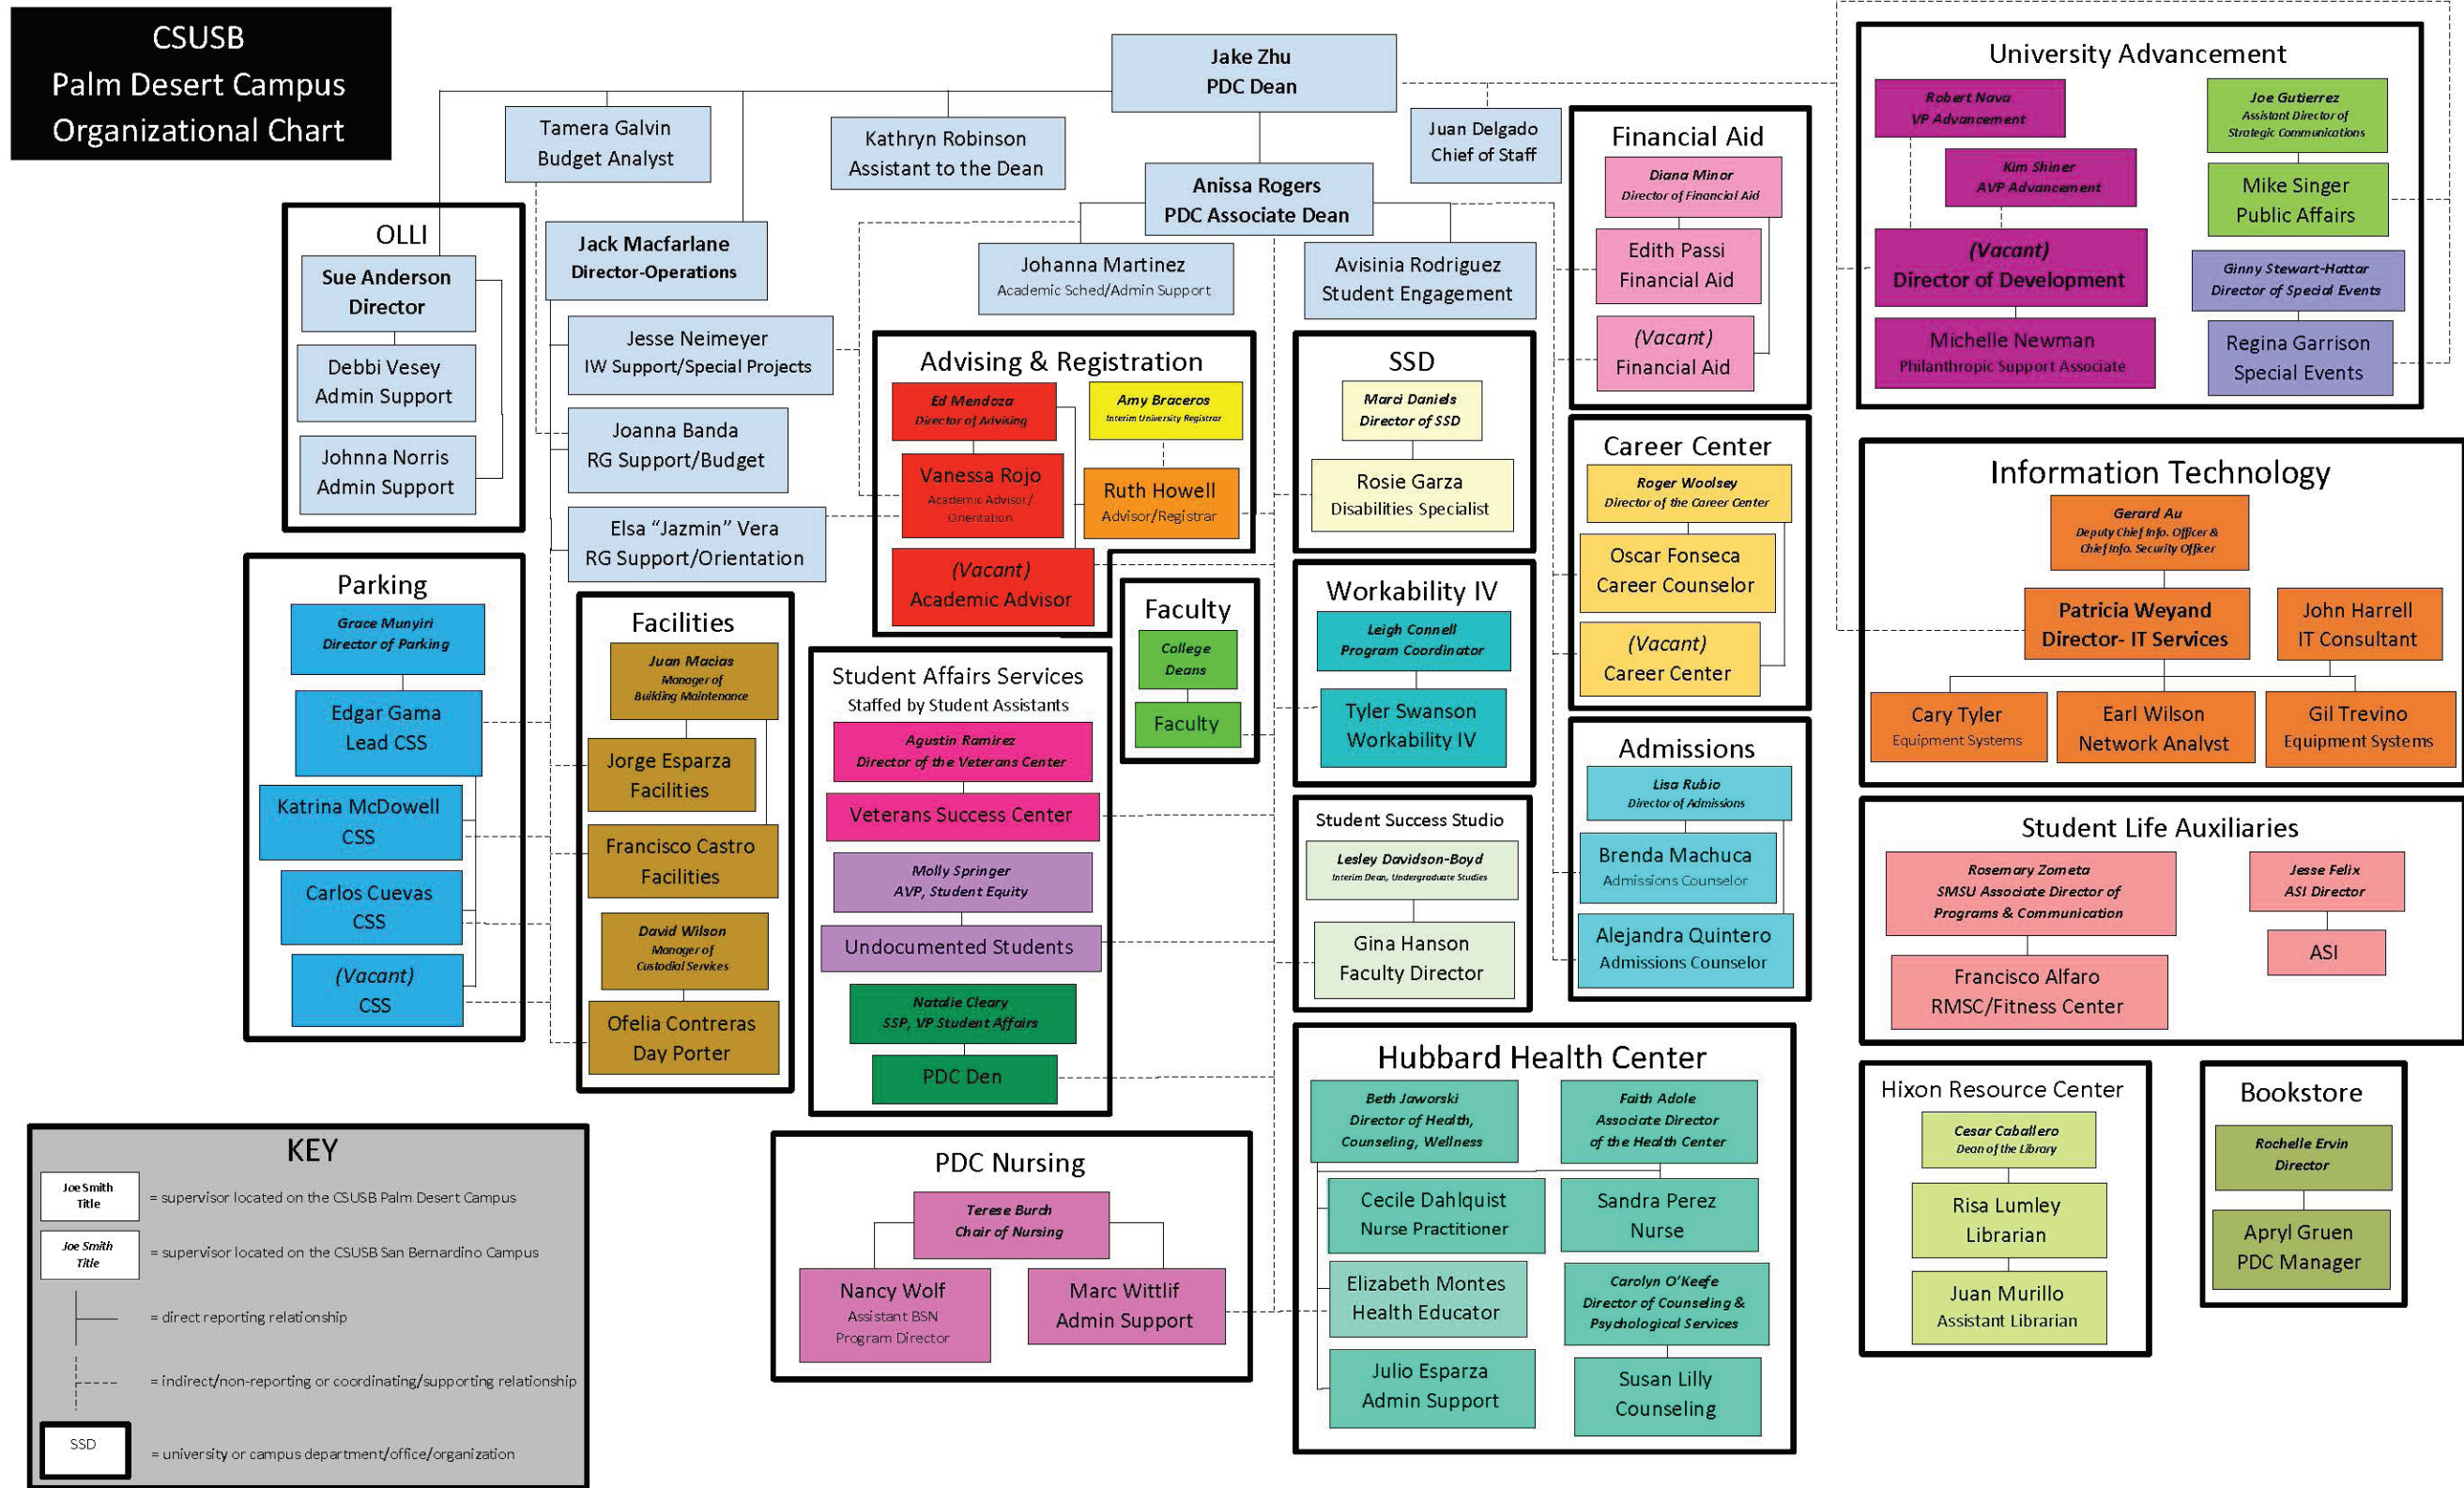 CSUSB
Palm Desert Campus
Organizational Chart
Jake Zhu
PDC Dean
Tamera Galvin
Budget Analyst
Kathryn Robinson
Assistant to the Dean
Juan Delgado
Chief of Staff
Anissa Rogers
PDC Associate Dean
Jack Macfarlane
Director-Operations
Johanna Martinez
Academic Sched/Admin Support
Avisinia Rodriguez
Student Engagement
OLLI
Sue Anderson
Director
Debbi Vesey
Admin Support
Johnna Norris
Admin Support
Jesse Neimeyer
IW Support/Special Projects
Joanna Banda
RG Support/Budget
Elsa “Jazmin” Vera
RG Support/Orientation
Parking
Grace Munyiri
Director of Parking
Edgar Gama
Lead CSS
Katrina McDowell
CSS
Carlos Cuevas
CSS
(Vacant)
CSS
Facilities
Juan Macias
Manager of
Building Maintenance
Jorge Esparza
Facilities
Francisco Castro
Facilities
David Wilson
Manager of
Custodial Services
Ofelia Contreras
Day Porter
Advising & Registration
Ed Mendoza
Director of Advising
Vanessa Rojo
Academic Advisor/
Orientation
(Vacant)
Academic Advisor
Amy Braceros
Interim University Registrar
Ruth Howell
Advisor/Registrar
Faculty
College
Deans
Faculty
Student Affairs Services
Staffed by Student Assistants
Agustin Ramirez
Director of the Veterans Center
Veterans Success Center
Molly Springer
AVP, Student Equity
Undocumented Students
Natalie Cleary
SSP, VP Student Affairs
PDC Den
PDC Nursing
Terese Burch
Chair of Nursing
Nancy Wolf
Assistant BSN
Program Director
Marc Wittlif
Admin Support
SSD
Marci Daniels
Director of SSD
Rosie Garza
Disabilities Specialist
Workability IV
Leigh Connell
Program Coordinator
Tyler Swanson
Workability IV
Student Success Studio
Lesley Davidson-Boyd
Interim Dean, Undergraduate Studies
Gina Hanson
Faculty Director
Financial Aid
Diana Minor
Director of Financial Aid
Edith Passi
Financial Aid
(Vacant)
Financial Aid
Career Center
Roger Woolsey
Director of the Career Center
Oscar Fonseca
Career Counselor
(Vacant)
Career Center
Admissions
Lisa Rubio
Director of Admissions
Brenda Machuca
Admissions Counselor
Alejandra Quintero
Admissions Counselor
Hubbard Health Center
Beth Jaworski
Director of Health,
Counseling, Wellness
Faith Adole
Associate Director
of the Health Center
Cecile Dahlquist
Nurse Practitioner
Sandra Perez
Nurse
Elizabeth Montes
Health Educator
Carolyn O’Keefe
Director of Counseling &
Psychological Services
Julio Esparza
Admin Support
Susan Lilly
Counseling
University Advancement
Robert Nava
VP Advancement
Kim Shiner
AVP Advancement
(Vacant)
Director of Development
Michelle Newman
Philanthropic Support Associate
Joe Gutierrez
Assistant Director of
Strategic Communications
Mike Singer
Public Affairs
Ginny Stewart-Hattar
Director of Special Events
Regina Garrison
Special Events
Information Technology
Gerard Au
Deputy Chief Info. Officer &
Chief Info. Security Officer
Patricia Weyand
Director- IT Services
John Harrell
IT Consultant
Cary Tyler
Equipment Systems
Earl Wilson
Network Analyst
Gil Trevino
Equipment Systems
Student Life Auxiliaries
Rosemary Zometa
SMSU Associate Director of
Programs & Communication
Francisco Alfaro
RMSC/Fitness Center
Jesse Felix
ASI Director
ASI
Hixon Resource Center
Cesar Caballero
Dean of the Library
Risa Lumley
Librarian
Juan Murillo
Assistant Librarian
Bookstore
Rochelle Ervin
Director
Apryl Gruen
PDC Manager
KEY
Joe Smith
Title
= supervisor located on the CSUSB Palm Desert Campus
Joe Smith
Title
= supervisor located on the CSUSB San Bernardino Campus
= direct reporting relationship
= indirect/non-reporting or coordinating/supporting relationship
SSD
= university or campus department/office/organization